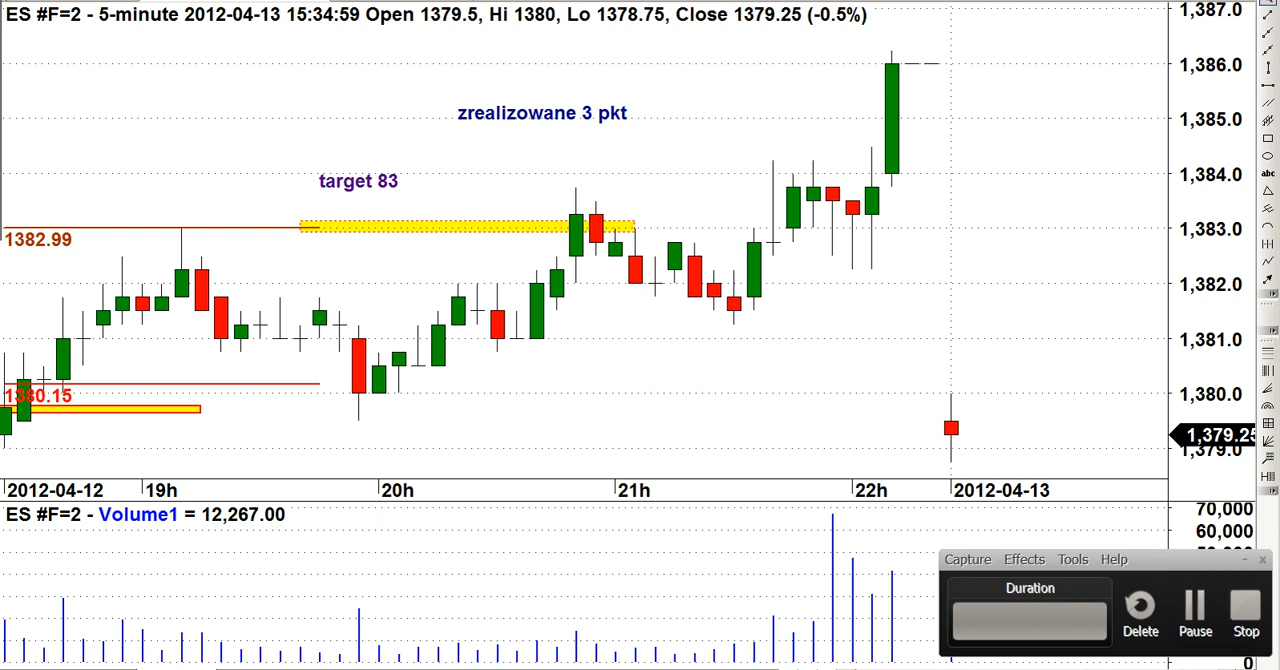 ES #F=2 - 5-minute 2012-04-13 15:34:59 Open 1379.5, Hi 1380, Lo 1378.75, Close 1379.25 (-0.5%)
1,387.0
1,386.0
zrealizowane 3 pkt
1,385.0
target 83
1,384.0
1382.99
1,383.0
1,382.0
1,381.0
1380.15
1,380.0
1,379.25
1,379.0
2012-04-12 19h 20h 21h 22h 2012-04-13
ES #F=2 - Volume1 = 12,267.00
70,000
60,000
Capture Effects Tools Help
Duration
Delete Pause Stop
0
abc